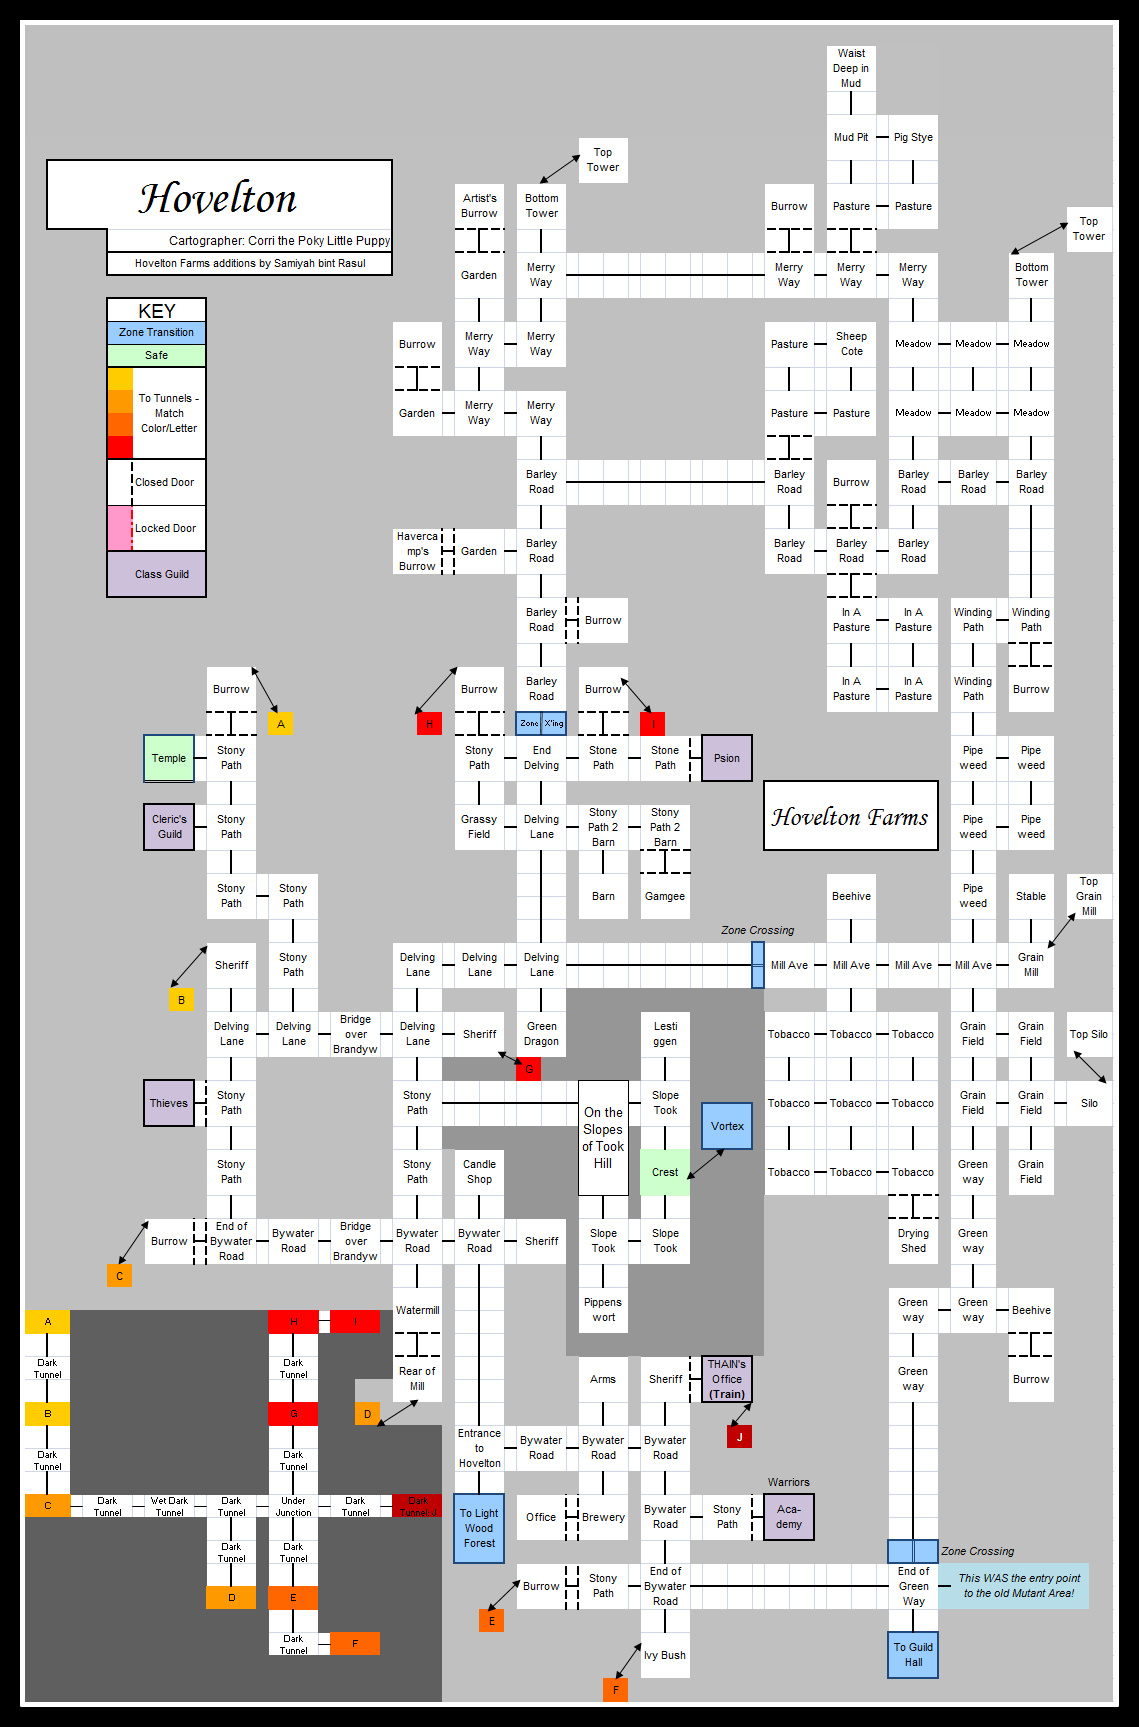 Waist
Deep in
Mud
Mud Pit
Pig Stye
Top
Tower
Hovelton
Cartographer: Corri the Poky Little Puppy
Hovelton Farms additions by Samiyah bint Rasul
Artist's
Burrow
Bottom
Tower
Burrow
Pasture
Pasture
Top
Tower
Garden
Merry
Way
Merry
Way
Merry
Way
Merry
Way
Bottom
Tower
KEY
Zone Transition
Safe
To Tunnels -
Match
Color/Letter
Closed Door
Locked Door
Class Guild
Burrow
Merry
Way
Merry
Way
Pasture
Sheep
Cote
Meadow
Meadow
Meadow
Garden
Merry
Way
Merry
Way
Pasture
Pasture
Meadow
Meadow
Meadow
Barley
Road
Barley
Road
Burrow
Barley
Road
Barley
Road
Barley
Road
Haverca
mp's
Burrow
Garden
Barley
Road
Barley
Road
Barley
Road
Barley
Road
Barley
Road
Burrow
In A
Pasture
In A
Pasture
Winding
Path
Winding
Path
Burrow
A
H
Burrow
Barley
Road
Burrow
I
In A
Pasture
In A
Pasture
Winding
Path
Burrow
Zone
X'ing
Temple
Stony
Path
Stony
Path
End
Delving
Stone
Path
Stone
Path
Psion
Pipe
weed
Pipe
weed
Cleric's
Guild
Stony
Path
Grassy
Field
Delving
Lane
Stony
Path 2
Barn
Stony
Path 2
Barn
Hovelton Farms
Pipe
weed
Pipe
weed
Stony
Path
Stony
Path
Barn
Gamgee
Beehive
Pipe
weed
Stable
Top
Grain
Mill
Zone Crossing
Sheriff
B
Stony
Path
Delving
Lane
Delving
Lane
Delving
Lane
Mill Ave
Mill Ave
Mill Ave
Mill Ave
Grain
Mill
Delving
Lane
Delving
Lane
Bridge
over
Brandyw
Delving
Lane
Sheriff
Green
Dragon
G
Lesti
ggen
Tobacco
Tobacco
Tobacco
Grain
Field
Grain
Field
Top Silo
Thieves
Stony
Path
Stony
Path
On the
Slopes
of Took
Hill
Slope
Took
Vortex
Tobacco
Tobacco
Tobacco
Grain
Field
Grain
Field
Silo
Stony
Path
Stony
Path
Candle
Shop
Crest
Tobacco
Tobacco
Tobacco
Green
way
Grain
Field
Burrow
C
End of
Bywater
Road
Bywater
Road
Bridge
over
Brandyw
Bywater
Road
Bywater
Road
Sheriff
Slope
Took
Slope
Took
Drying
Shed
Green
way
A
H
I
Watermill
Pippens
wort
Green
way
Green
way
Beehive
Dark
Tunnel
Dark
Tunnel
Rear of
Mill
Arms
Sheriff
THAIN's
Office
(Train)
Green
way
Burrow
B
G
D
J
Dark
Tunnel
Dark
Tunnel
Entrance
to
Hovelton
Bywater
Road
Bywater
Road
Bywater
Road
Warriors
C
Dark
Tunnel
Wet Dark
Tunnel
Dark
Tunnel
Under
Junction
Dark
Tunnel
Dark
Tunnel J
To Light
Wood
Forest
Office
Brewery
Bywater
Road
Stony
Path
Aca-
demy
Dark
Tunnel
Dark
Tunnel
Zone Crossing
D
E
Burrow
E
Stony
Path
End of
Bywater
Road
End of
Green
Way
This WAS the entry point
to the old Mutant Area!
Dark
Tunnel
F
Ivy Bush
F
To Guild
Hall